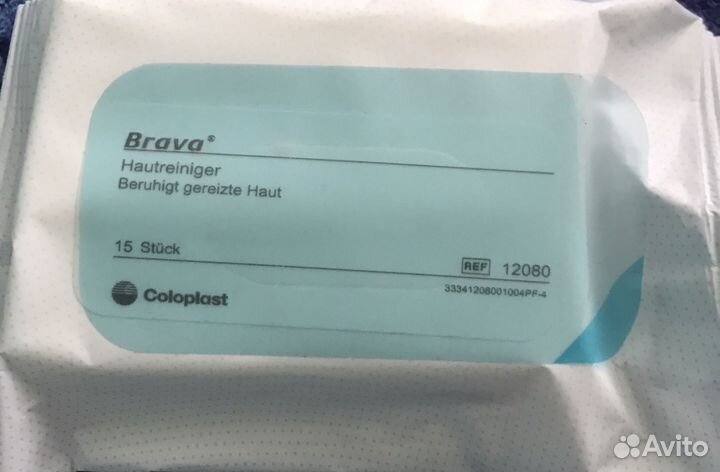 Brava®
Hautreiniger
Beruhigt gereizte Haut
15 Stück
REF 12080
33341208001004PF-4
Coloplast
Avito